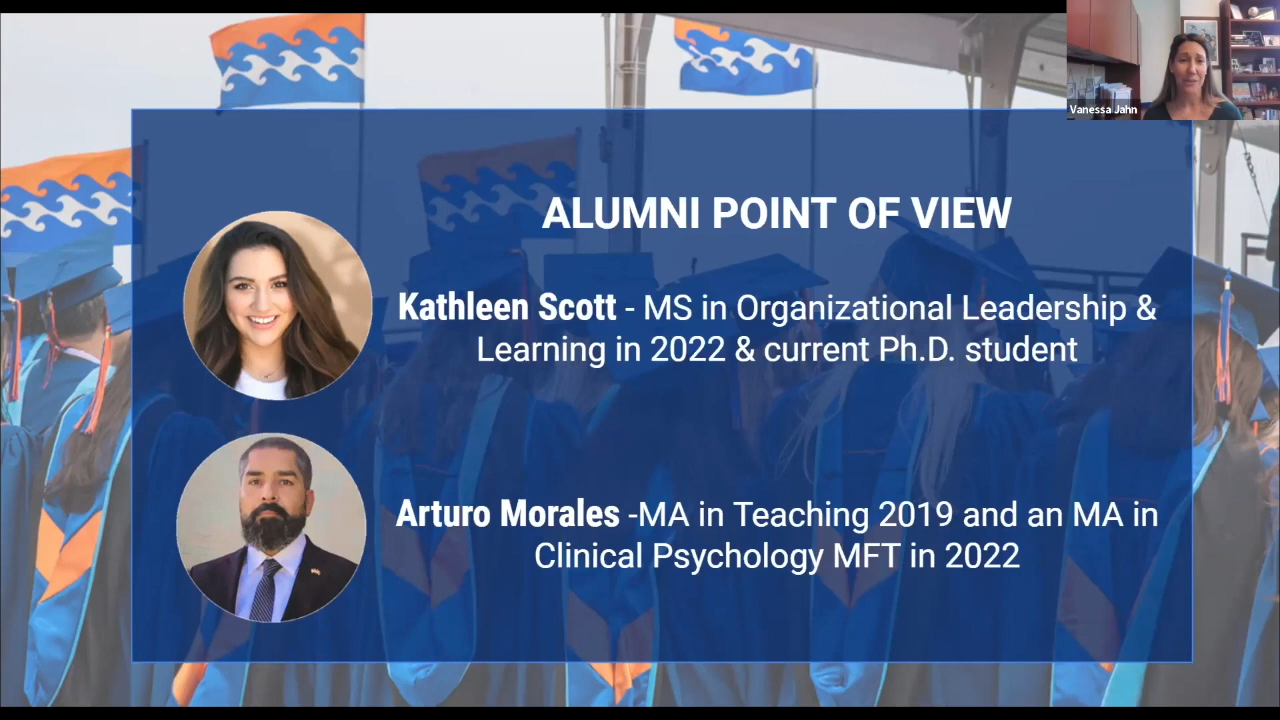 Vanessa Jahn
ALUMNI POINT OF VIEW
Kathleen Scott - MS in Organizational Leadership &
Learning in 2022 & current Ph.D. student
Arturo Morales -MA in Teaching 2019 and an MA in
Clinical Psychology MFT in 2022